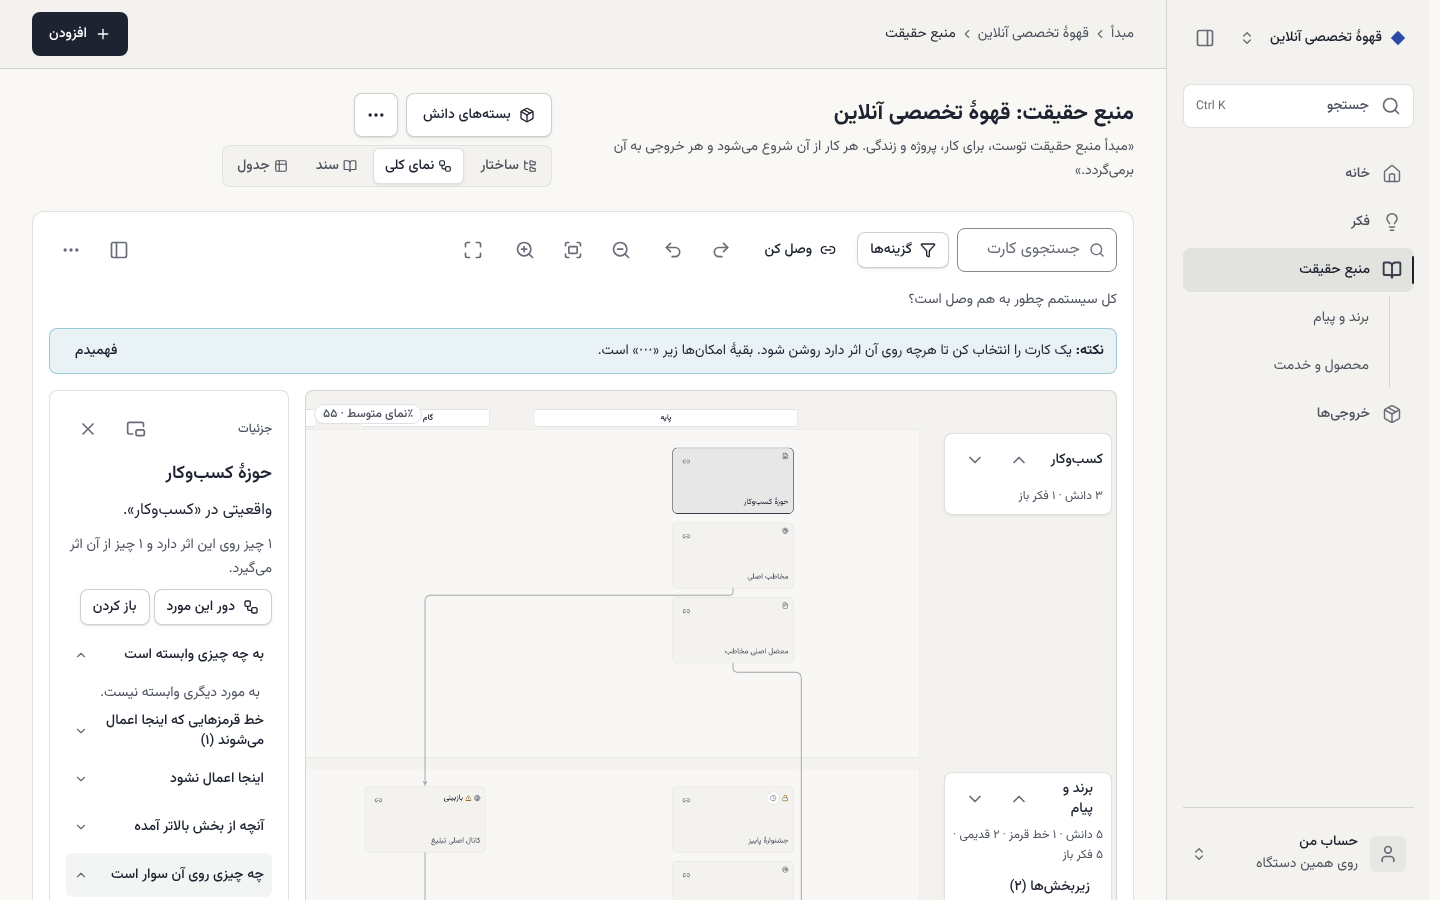 قهوهٔ تخصصی آنلاین
جستجو
Ctrl K
خانه
فکر
منبع حقیقت
برند و پیام
محصول و خدمت
خروجی‌ها
حساب من
روی همین دستگاه
مبدأ › قهوهٔ تخصصی آنلاین › منبع حقیقت
افزودن
منبع حقیقت: قهوهٔ تخصصی آنلاین
«مبدأ منبع حقیقت توست، برای کار، پروژه و زندگی. هر کار از آن شروع می‌شود و هر خروجی به آن
برمی‌گردد.»
بسته‌های دانش
ساختار
نمای کلی
سند
جدول
جستجوی کارت
گزینه‌ها
وصل کن
کل سیستمم چطور به هم وصل است؟
نکته: یک کارت را انتخاب کن تا هرچه روی آن اثر دارد روشن شود. بقیهٔ امکان‌ها زیر «···» است.
فهمیدم
پایه
گام
نمای متوسط · ۵۵٪
کسب‌وکار
۳ دانش · ۱ فکر باز
حوزهٔ کسب‌وکار
مخاطب اصلی
معضل اصلی مخاطب
برند و
پیام
۵ دانش · ۱ خط قرمز · ۲ قدیمی ·
۵ فکر باز
زیربخش‌ها (۲)
جشنوارهٔ پاییز
بازبینی
کانال اصلی تبلیغ
جزئیات
حوزهٔ کسب‌وکار
واقعیتی در «کسب‌وکار».
۱ چیز روی این اثر دارد و ۱ چیز از آن اثر
می‌گیرد.
دور این مورد
باز کردن
به چه چیزی وابسته است
به مورد دیگری وابسته نیست.
خط قرمزهایی که اینجا اعمال
می‌شوند (۱)
اینجا اعمال نشود
آنچه از بخش بالاتر آمده
چه چیزی روی آن سوار است